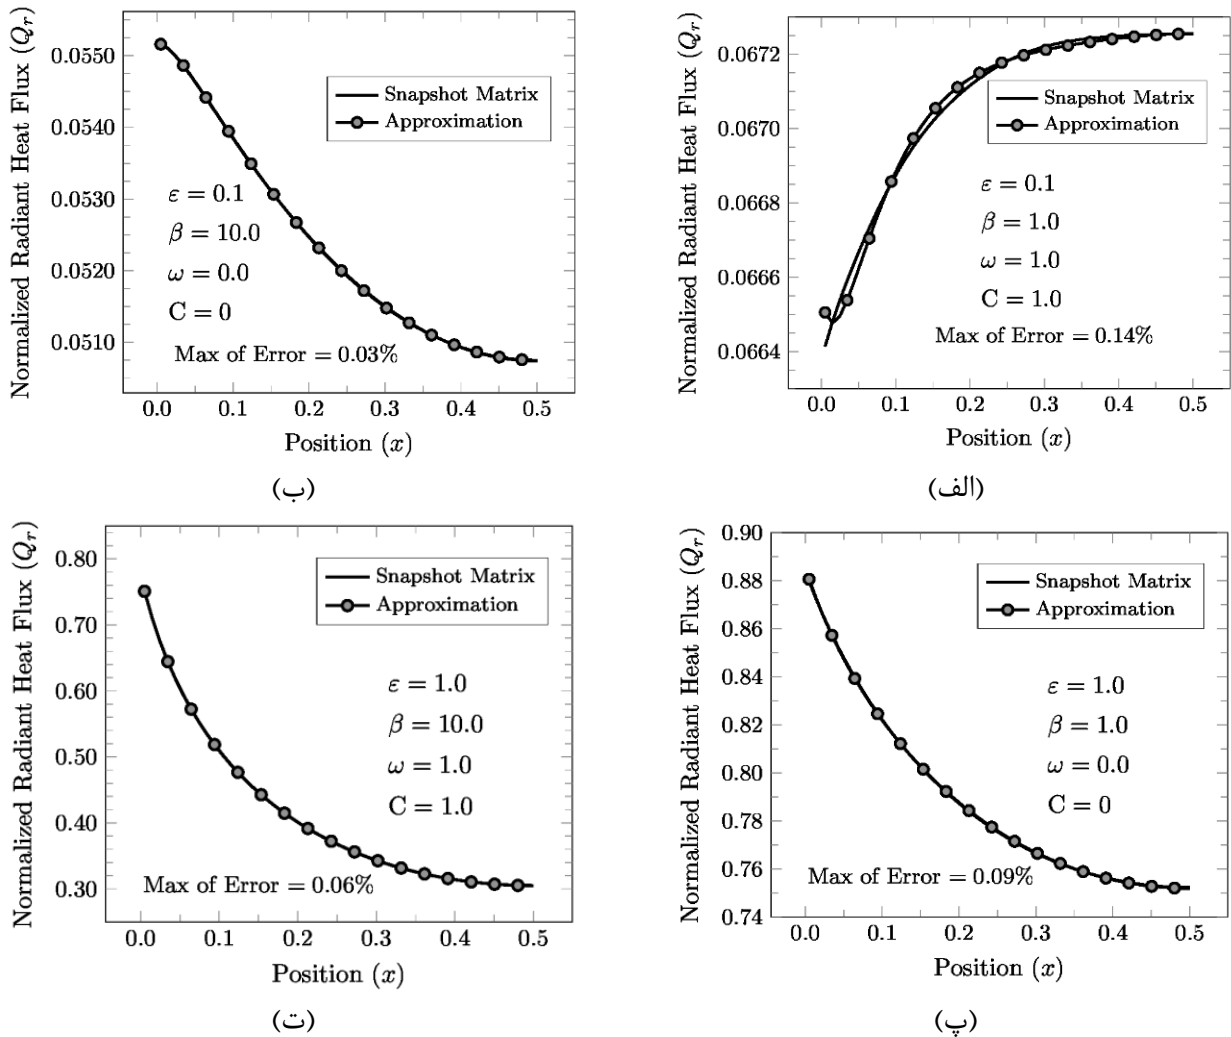 Normalized Radiant Heat Flux (Qᵣ)
0.0550
0.0540
0.0530
0.0520
0.0510
Snapshot Matrix
Approximation
ε = 0.1
β = 10.0
ω = 0.0
C = 0
Max of Error = 0.03%
0.0 0.1 0.2 0.3 0.4 0.5
Position (x)
(ب)
Normalized Radiant Heat Flux (Qᵣ)
0.0672
0.0670
0.0668
0.0666
0.0664
Snapshot Matrix
Approximation
ε = 0.1
β = 1.0
ω = 1.0
C = 1.0
Max of Error = 0.14%
0.0 0.1 0.2 0.3 0.4 0.5
Position (x)
(الف)
Normalized Radiant Heat Flux (Qᵣ)
0.80
0.70
0.60
0.50
0.40
0.30
Snapshot Matrix
Approximation
ε = 1.0
β = 10.0
ω = 1.0
C = 1.0
Max of Error = 0.06%
0.0 0.1 0.2 0.3 0.4 0.5
Position (x)
(ت)
Normalized Radiant Heat Flux (Qᵣ)
0.90
0.88
0.86
0.84
0.82
0.80
0.78
0.76
0.74
Snapshot Matrix
Approximation
ε = 1.0
β = 1.0
ω = 0.0
C = 0
Max of Error = 0.09%
0.0 0.1 0.2 0.3 0.4 0.5
Position (x)
(پ)